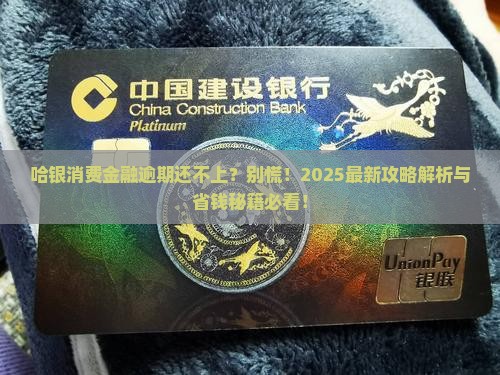 中国建设银行
China Construction Bank
Platinum
哈银消费金融逾期还不上？别慌！2025最新攻略解析与
省钱秘籍必看！
UnionPay
银联